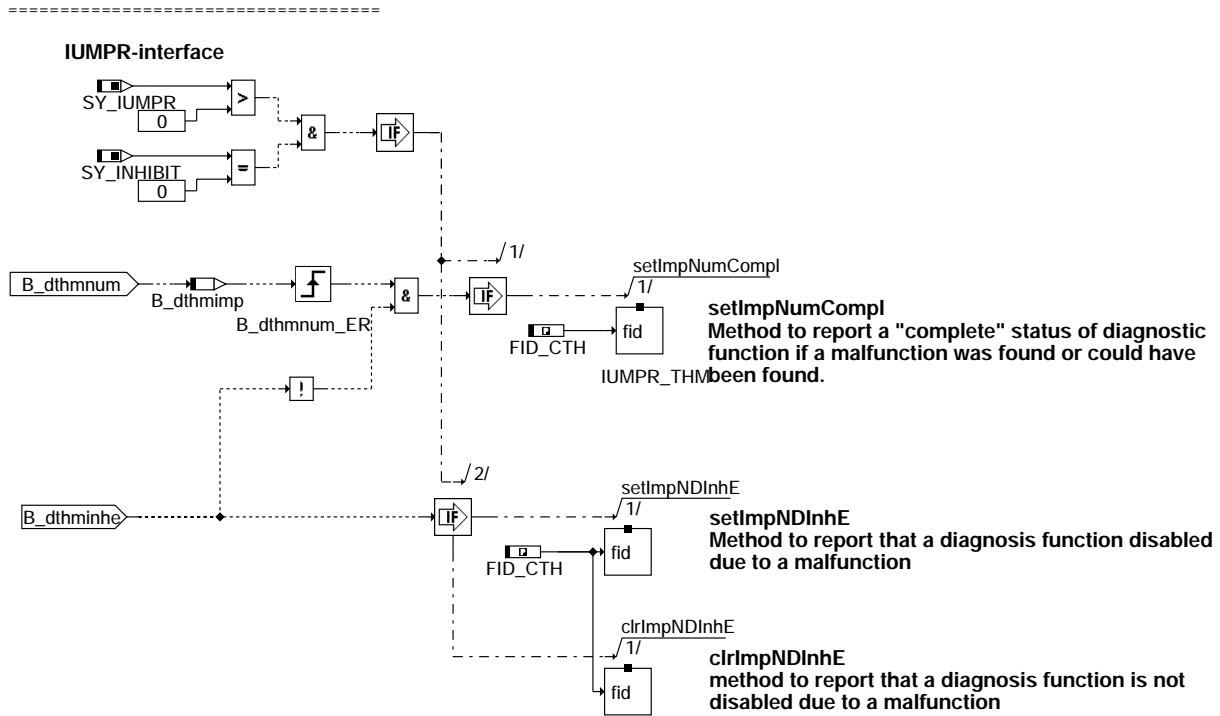 ====================================
IUMPR-interface
SY_IUMPR
>
0
&
IF
SY_INHIBIT
=
0
1/
setImpNumCompl
1/
B_dthmnum
B_dthmimp
B_dthmnum_ER
&
IF
setImpNumCompl
Method to report a "complete" status of diagnostic
function if a malfunction was found or could have
been found.
FID_CTH
fid
IUMPR_THM
!
2/
setImpNDInhE
1/
B_dthminhe
IF
setImpNDInhE
Method to report that a diagnosis function disabled
due to a malfunction
FID_CTH
fid
clrImpNDInhE
1/
clrImpNDInhE
method to report that a diagnosis function is not
disabled due to a malfunction
fid